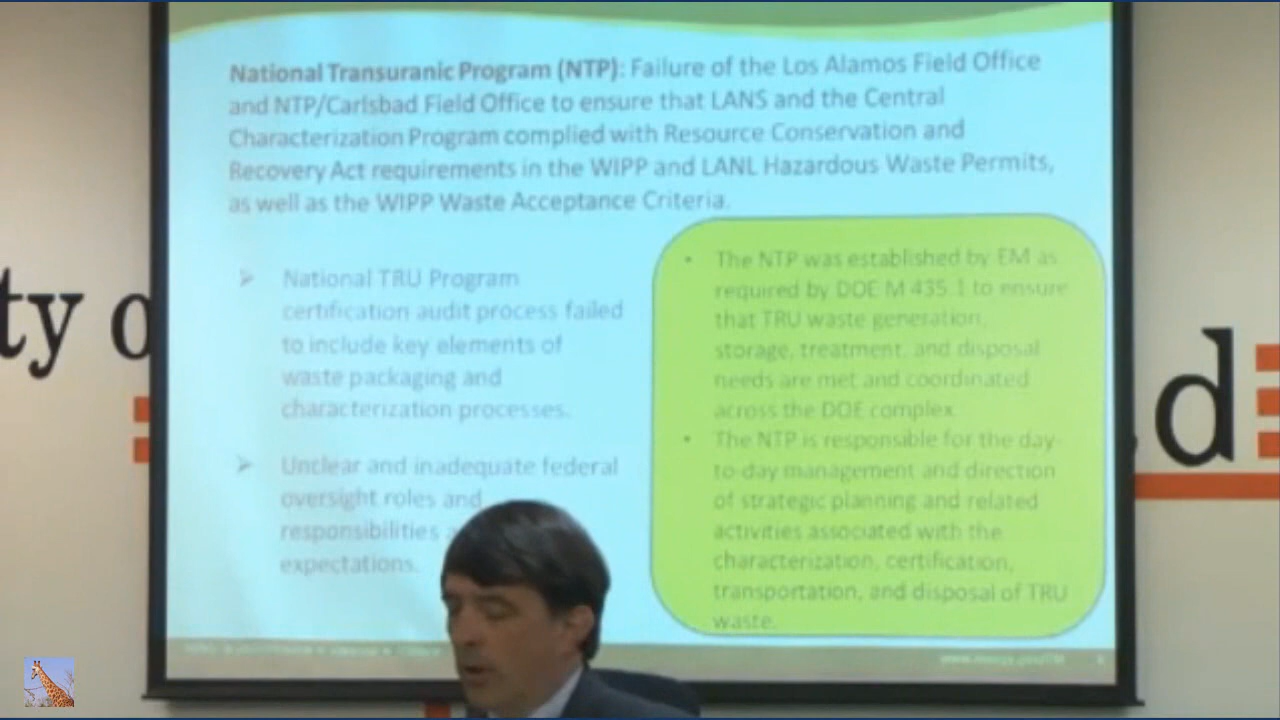 National Transuranic Program (NTP): Failure of the Los Alamos Field Office
and NTP/Carlsbad Field Office to ensure that LANS and the Central
Characterization Program complied with Resource Conservation and
Recovery Act requirements in the WIPP and LANL Hazardous Waste Permits,
as well as the WIPP Waste Acceptance Criteria.
National TRU Program
certification audit process failed
to include key elements of
waste packaging and
characterization processes.
Unclear and inadequate federal
oversight roles and
responsibilities
expectations.
• The NTP was established by EM as
required by DOE M 435.1 to ensure
that TRU waste generation,
storage, treatment, and disposal
needs are met and coordinated
across the DOE complex
• The NTP is responsible for the day-
to-day management and direction
of strategic planning and related
activities associated with the
characterization, certification,
transportation, and disposal of TRU
waste.
ty o
d